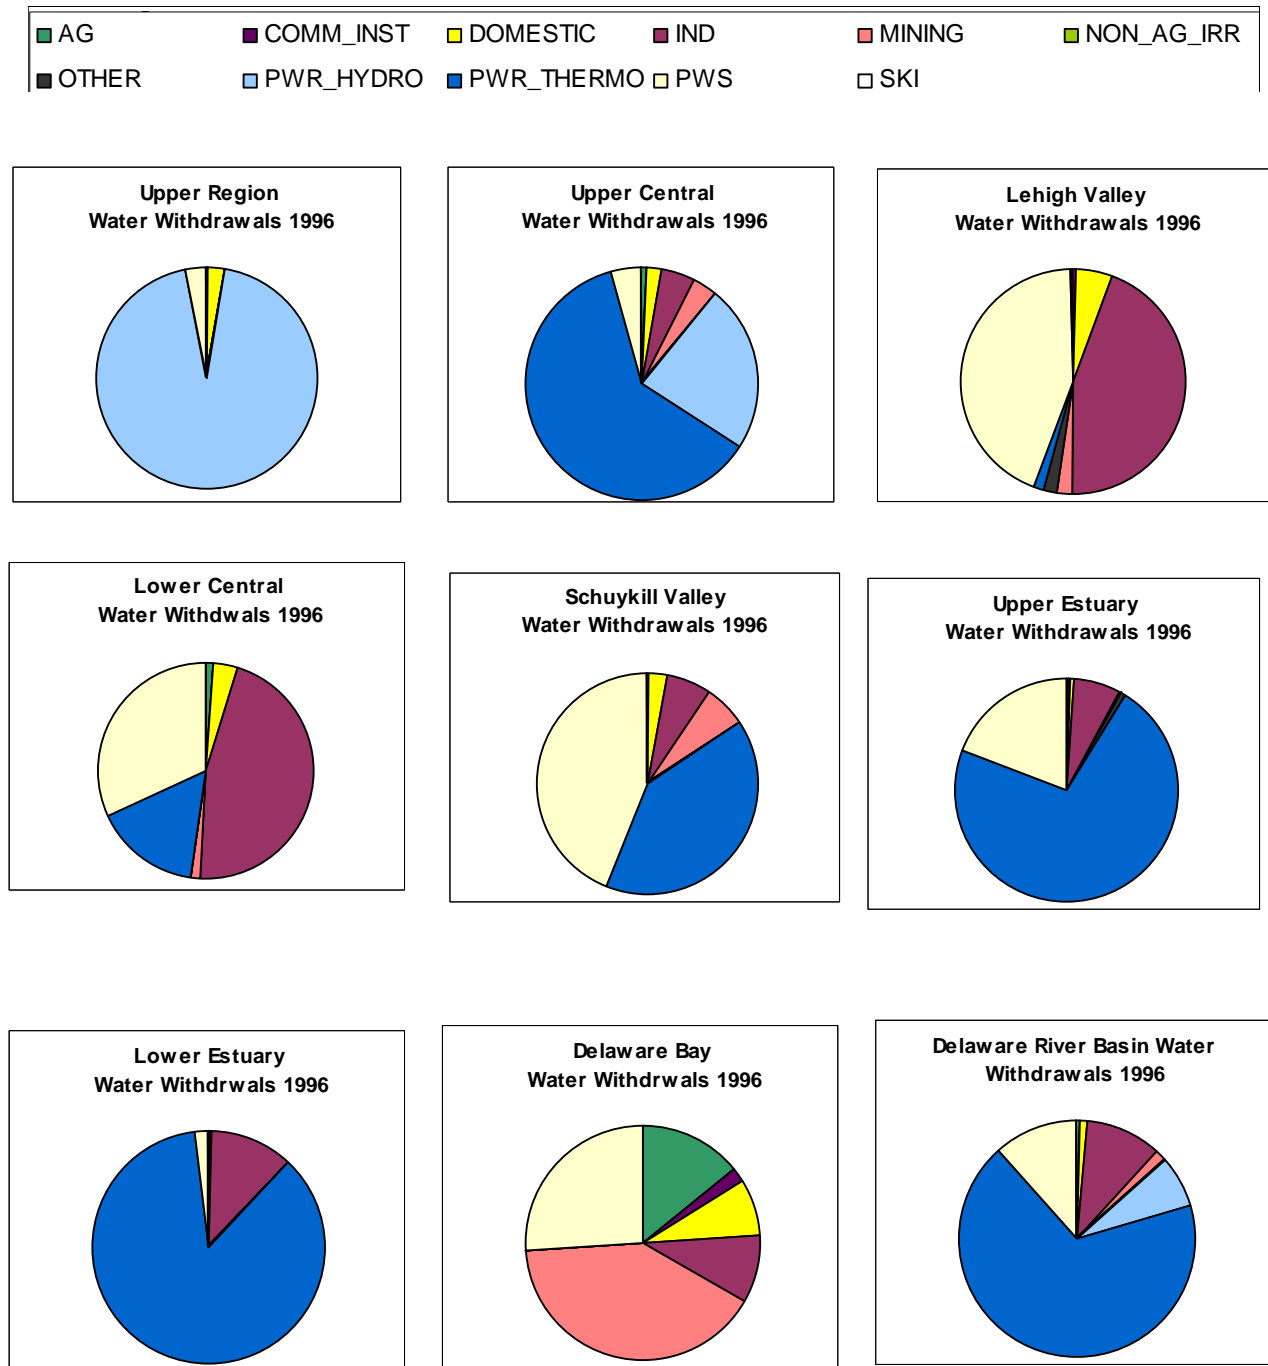 AG COMM_INST DOMESTIC IND MINING NON_AG_IRR
OTHER PWR_HYDRO PWR_THERMO PWS SKI
Upper Region
Water Withdrawals 1996
Upper Central
Water Withdrawals 1996
Lehigh Valley
Water Withdrawals 1996
Lower Central
Water Withdwals 1996
Schuykill Valley
Water Withdrawals 1996
Upper Estuary
Water Withdrawals 1996
Lower Estuary
Water Withdrwals 1996
Delaware Bay
Water Withdrwals 1996
Delaware River Basin Water
Withdrawals 1996